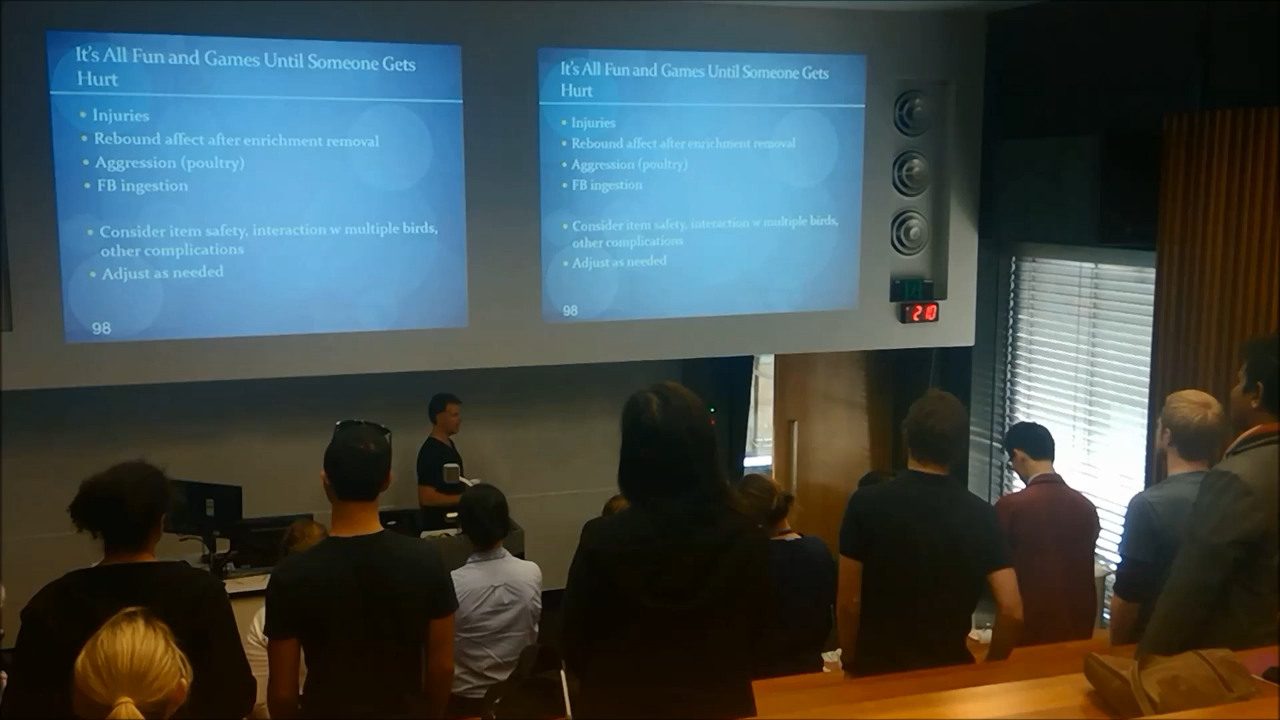 It's All Fun and Games Until Someone Gets
Hurt
Injuries
Rebound affect after enrichment removal
Aggression (poultry)
FB ingestion
Consider item safety, interaction w multiple birds,
other complications
Adjust as needed
98
It's All Fun and Games Until Someone Gets
Hurt
Injuries
Rebound affect after enrichment removal
Aggression (poultry)
FB ingestion
Consider item safety, interaction w multiple birds,
other complications
Adjust as needed
98
2 10